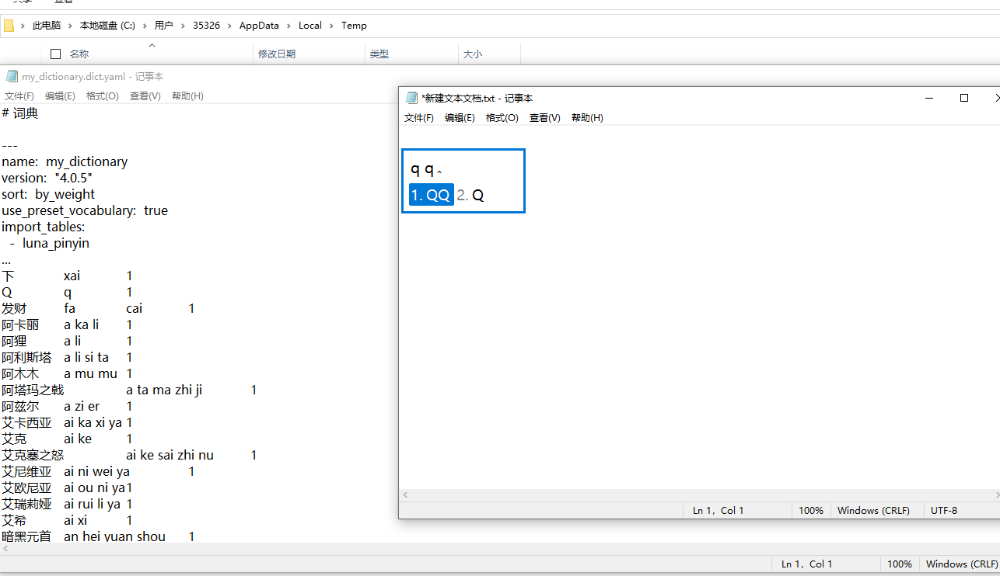 共享 查看
此电脑 › 本地磁盘 (C:) › 用户 › 35326 › AppData › Local › Temp
名称 修改日期 类型 大小
my_dictionary.dict.yaml - 记事本
文件(F) 编辑(E) 格式(O) 查看(V) 帮助(H)
# 词典
---
name: my_dictionary
version: "4.0.5"
sort: by_weight
use_preset_vocabulary: true
import_tables:
- luna_pinyin
...
下 xai 1
Q q 1
发财 fa cai 1
阿卡丽 a ka li 1
阿狸 a li 1
阿利斯塔 a li si ta 1
阿木木 a mu mu 1
阿塔玛之戟 a ta ma zhi ji 1
阿兹尔 a zi er 1
艾卡西亚 ai ka xi ya 1
艾克 ai ke 1
艾克塞之怒 ai ke sai zhi nu 1
艾尼维亚 ai ni wei ya 1
艾欧尼亚 ai ou ni ya 1
艾瑞莉娅 ai rui li ya 1
艾希 ai xi 1
暗黑元首 an hei yuan shou 1
Ln 1, Col 1 100% Windows (CRLF)
*新建文本文档.txt - 记事本
文件(F) 编辑(E) 格式(O) 查看(V) 帮助(H)
q q ‸
1. QQ 2. Q
Ln 1, Col 1 100% Windows (CRLF) UTF-8